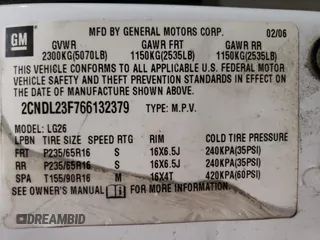 GM
MFD BY GENERAL MOTORS CORP. 02/06
GVWR GAWR FRT GAWR RR
2300KG(5070LB) 1150KG(2535LB) 1150KG(2535LB)
THIS VEHICLE CONFORMS TO ALL APPLICABLE U.S. FEDERAL MOTOR
VEHICLE SAFETY AND THEFT PREVENTION STANDARDS IN EFFECT ON
THE DATE OF MANUFACTURE SHOWN ABOVE.
2CNDL23F766132379 TYPE: M.P.V.
MODEL: LG26
LPBN TIRE SIZE SPEED RTG RIM COLD TIRE PRESSURE
FRT P235/65R16 S 16X6.5J 240KPA(35PSI)
RR P235/65R16 S 16X6.5J 240KPA(35PSI)
SPA T155/90R16 M 16X4T 420KPA(60PSI)
SEE OWNER'S MANUAL FOR MORE INFORMATION.
DREAMBID